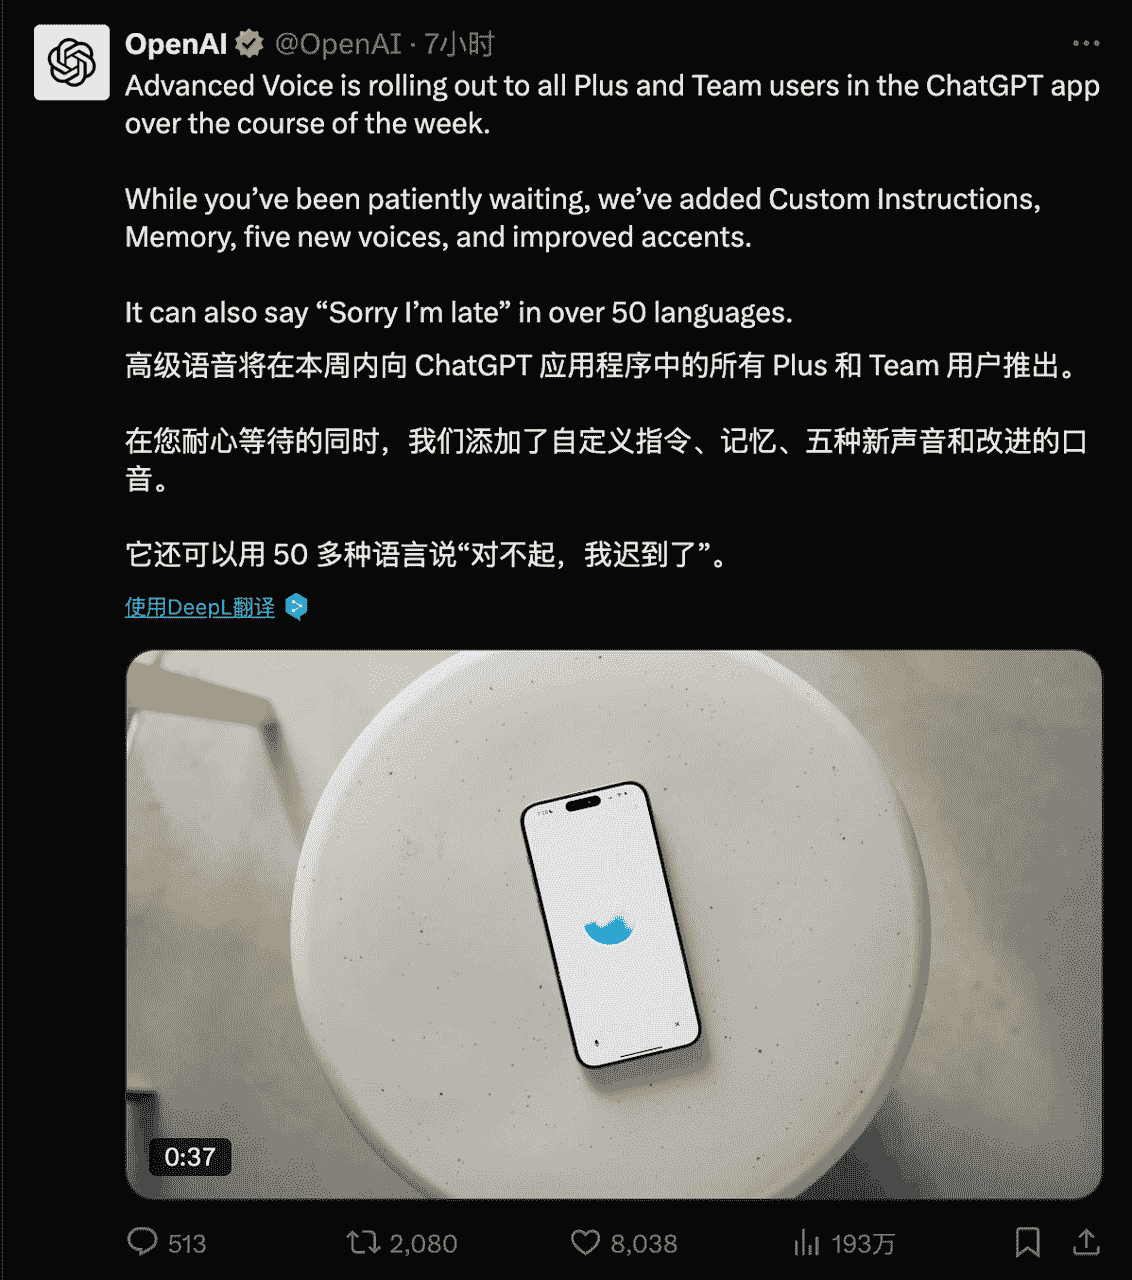 OpenAI @OpenAI · 7小时
Advanced Voice is rolling out to all Plus and Team users in the ChatGPT app
over the course of the week.
While you’ve been patiently waiting, we’ve added Custom Instructions,
Memory, five new voices, and improved accents.
It can also say “Sorry I’m late” in over 50 languages.
高级语音将在本周内向 ChatGPT 应用程序中的所有 Plus 和 Team 用户推出。
在您耐心等待的同时，我们添加了自定义指令、记忆、五种新声音和改进的口
音。
它还可以用 50 多种语言说“对不起，我迟到了”。
使用DeepL翻译
0:37
513 2,080 8,038 193万